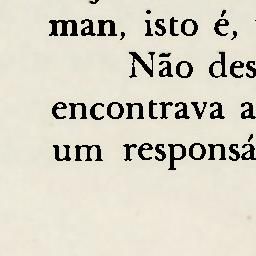 man, isto é,
Não des
encontrava a
um responsá